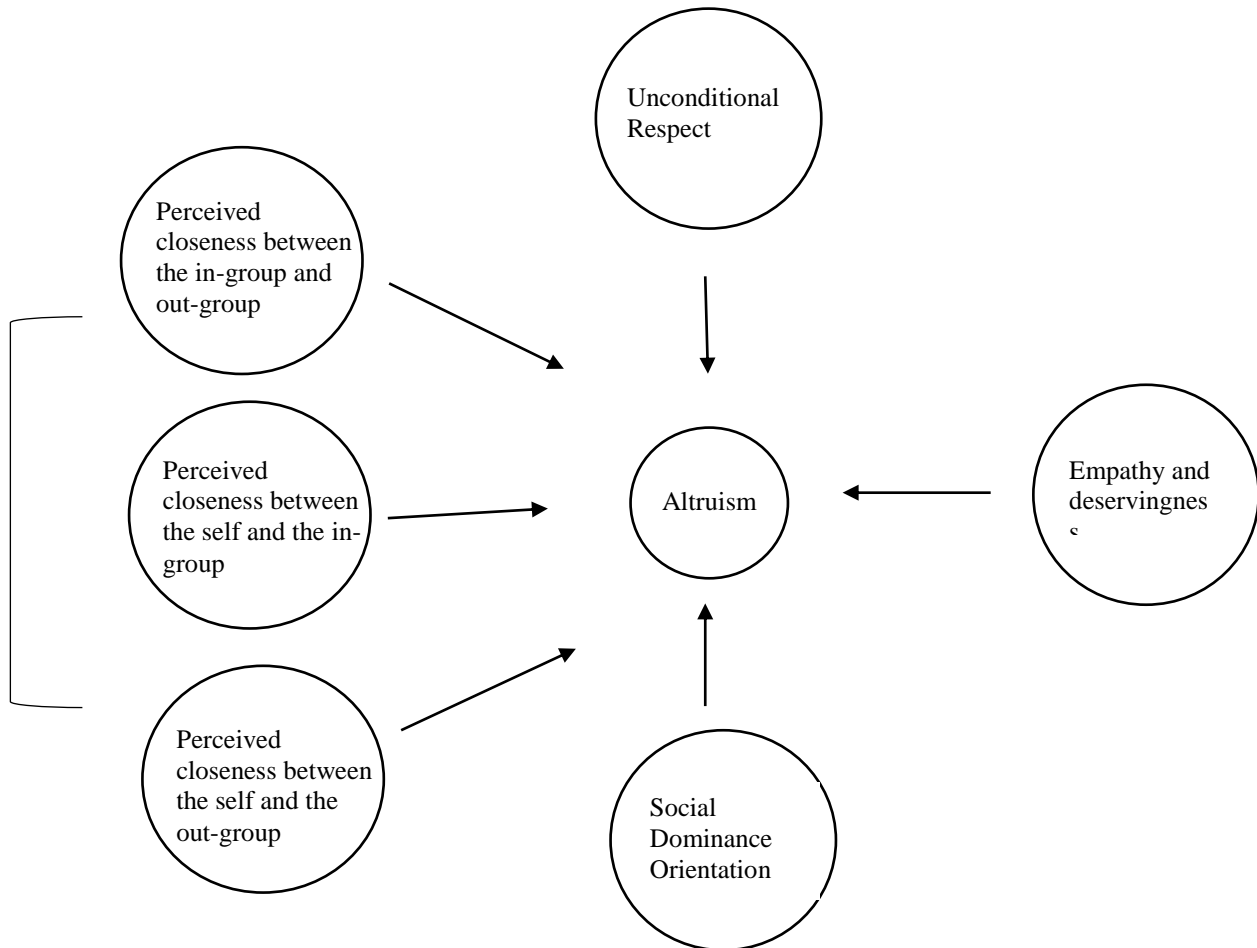 Unconditional
Respect
Perceived
closeness between
the in-group and
out-group
Perceived
closeness between
the self and the in-
group
Altruism
Empathy and
deservingnes
s
Perceived
closeness between
the self and the
out-group
Social
Dominance
Orientation